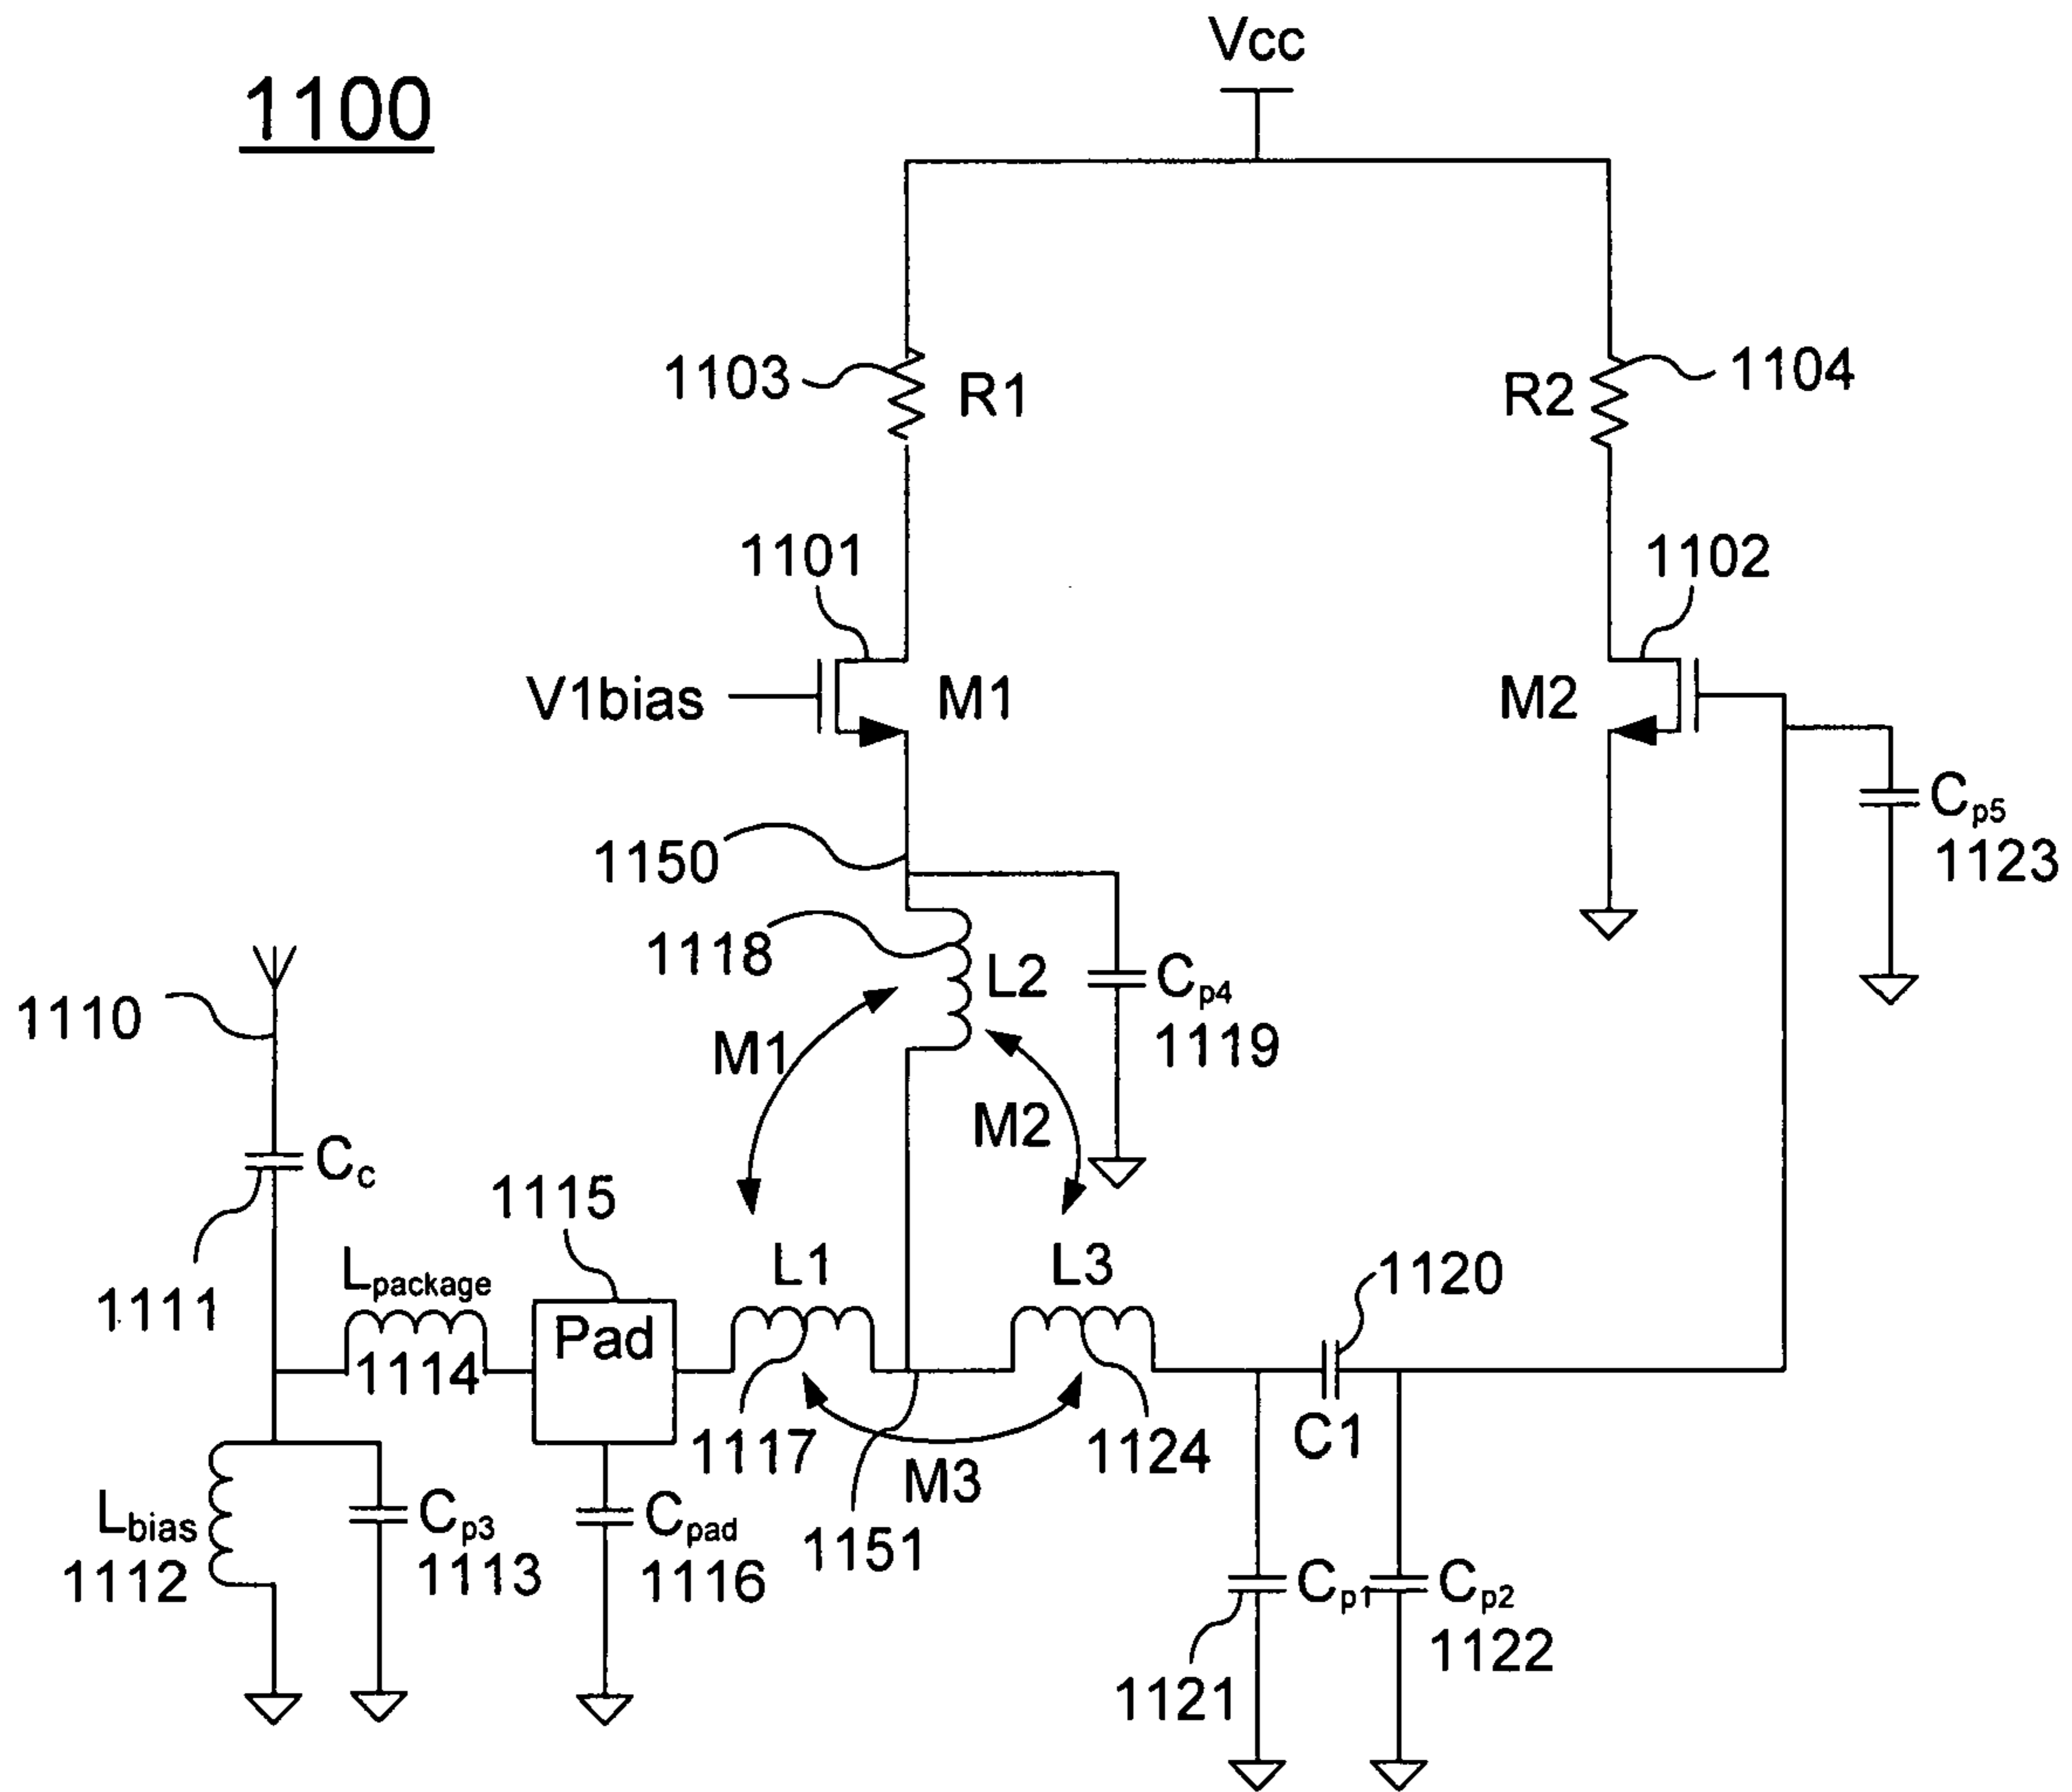 Vcc
1100
1103
R1
R2
1104
1101
1102
V1bias
M1
M2
Cp5
1123
1150
1118
L2
Cp4
1119
1110
M1
M2
Cc
1115
1111
Lpackage
1114
Pad
L1
L3
1120
1117
M3
1124
C1
Lbias
1112
Cp3
1113
Cpad
1116
1151
Cp1
Cp2
1122
1121